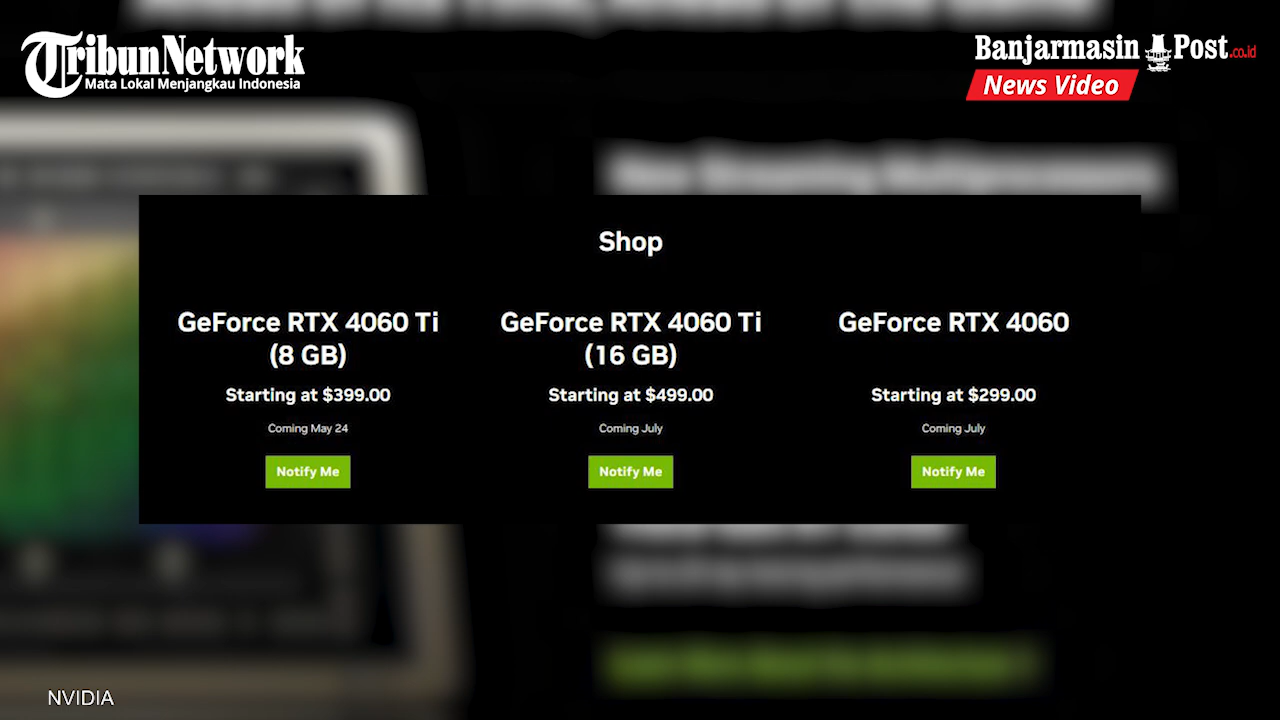 TribunNetwork
Mata Lokal Menjangkau Indonesia
Banjarmasin Post.co.id
News Video
Shop
GeForce RTX 4060 Ti
(8 GB)
Starting at $399.00
Coming May 24
Notify Me
GeForce RTX 4060 Ti
(16 GB)
Starting at $499.00
Coming July
Notify Me
GeForce RTX 4060
Starting at $299.00
Coming July
Notify Me
NVIDIA